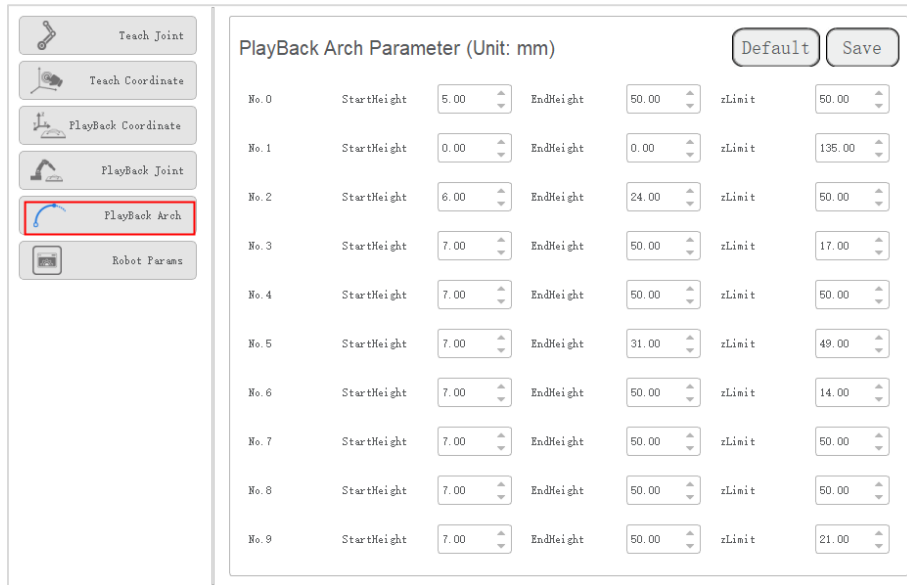 Teach Joint
Teach Coordinate
PlayBack Coordinate
PlayBack Joint
PlayBack Arch
Robot Params
PlayBack Arch Parameter (Unit: mm)
Default
Save
No.0 StartHeight 5.00 EndHeight 50.00 zLimit 50.00
No.1 StartHeight 0.00 EndHeight 0.00 zLimit 135.00
No.2 StartHeight 6.00 EndHeight 24.00 zLimit 50.00
No.3 StartHeight 7.00 EndHeight 50.00 zLimit 17.00
No.4 StartHeight 7.00 EndHeight 50.00 zLimit 50.00
No.5 StartHeight 7.00 EndHeight 31.00 zLimit 49.00
No.6 StartHeight 7.00 EndHeight 50.00 zLimit 14.00
No.7 StartHeight 7.00 EndHeight 50.00 zLimit 50.00
No.8 StartHeight 7.00 EndHeight 50.00 zLimit 50.00
No.9 StartHeight 7.00 EndHeight 50.00 zLimit 21.00